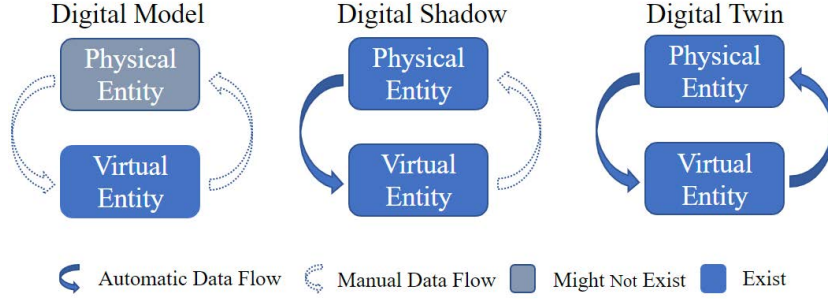 Digital Model
Digital Shadow
Digital Twin
Physical
Entity
Physical
Entity
Physical
Entity
Virtual
Entity
Virtual
Entity
Virtual
Entity
Automatic Data Flow
Manual Data Flow
Might Not Exist
Exist